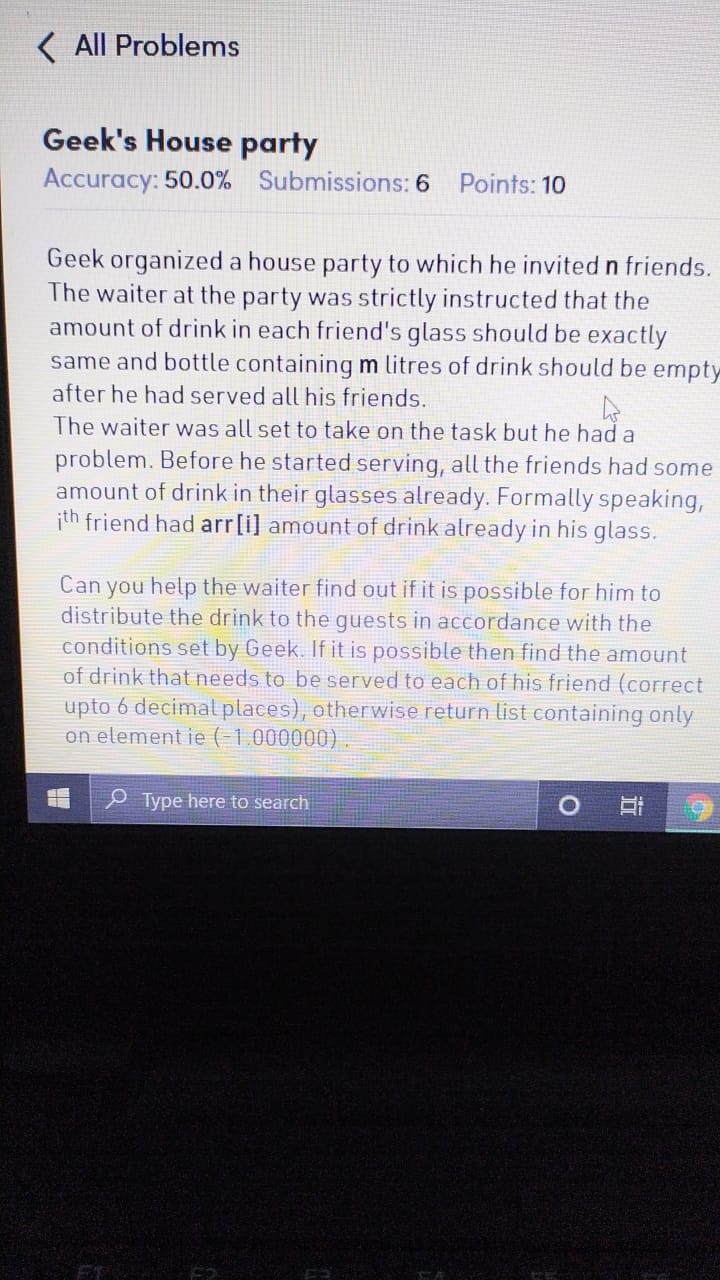 All Problems
Geek's House party
Accuracy: 50.0% Submissions: 6 Points: 10
Geek organized a house party to which he invited n friends.
The waiter at the party was strictly instructed that the
amount of drink in each friend's glass should be exactly
same and bottle containing m litres of drink should be empty
after he had served all his friends.
The waiter was all set to take on the task but he had a
problem. Before he started serving, all the friends had some
amount of drink in their glasses already. Formally speaking,
ith friend had arr[i] amount of drink already in his glass.
Can you help the waiter find out if it is possible for him to
distribute the drink to the guests in accordance with the
conditions set by Geek. If it is possible then find the amount
of drink that needs to be served to each of his friend (correct
upto 6 decimal places), otherwise return list containing only
on element ie (-1.000000) .
Type here to search
F1 F2 F3 F4